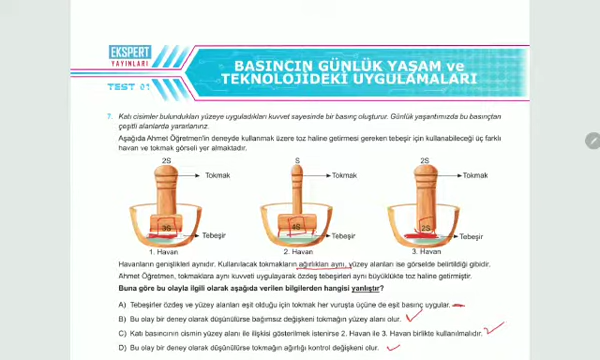 EKSPERT
YAYINLARI
TEST 01
BASINCIN GÜNLÜK YAŞAM ve
TEKNOLOJİDEKİ UYGULAMALARI
7. Katı cisimler bulundukları yüzeye uyguladıkları kuvvet sayesinde bir basınç oluşturur. Günlük yaşantımızda bu basınçtan
çeşitli alanlarda yararlanırız.
Aşağıda Ahmet Öğretmen'in deneyde kullanmak üzere toz haline getirmesi gereken tebeşir için kullanabileceği üç farklı
havan ve tokmak görseli yer almaktadır.
2S S 2S
Tokmak Tokmak Tokmak
3S 4S 2S
Tebeşir Tebeşir Tebeşir
1. Havan 2. Havan 3. Havan
Havanların genişlikleri aynıdır. Kullanılacak tokmakların ağırlıkları aynı, yüzey alanları ise görselde belirtildiği gibidir.
Ahmet Öğretmen, tokmaklara aynı kuvveti uygulayarak özdeş tebeşirleri aynı büyüklükte toz haline getirmiştir.
Buna göre bu olayla ilgili olarak aşağıda verilen bilgilerden hangisi yanlıştır?
A) Tebeşirler özdeş ve yüzey alanları eşit olduğu için tokmak her vuruşta üçüne de eşit basınç uygular.
B) Bu olay bir deney olarak düşünülürse bağımsız değişkeni tokmağın yüzey alanı olur.
C) Katı basıncının cismin yüzey alanı ile ilişkisi gösterilmek istenirse 2. Havan ile 3. Havan birlikte kullanılmalıdır.
D) Bu olay bir deney olarak düşünülürse tokmağın ağırlığı kontrol değişkeni olur.